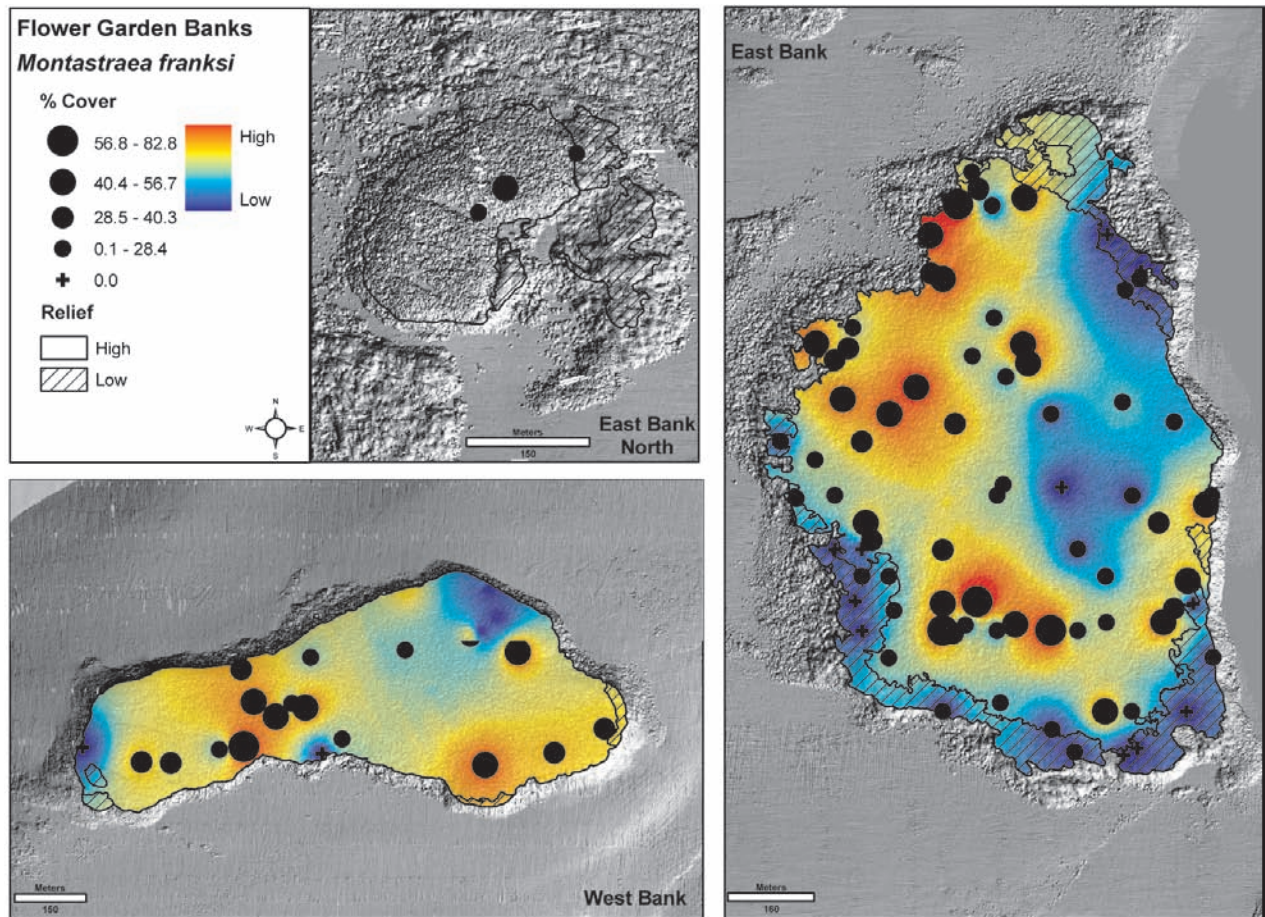 Flower Garden Banks
Montastraea franksi
% Cover
56.8 - 82.8
40.4 - 56.7
28.5 - 40.3
0.1 - 28.4
0.0
High
Low
Relief
High
Low
N
W E
S
Meters
150
East Bank
North
East Bank
Meters
160
Meters
150
West Bank